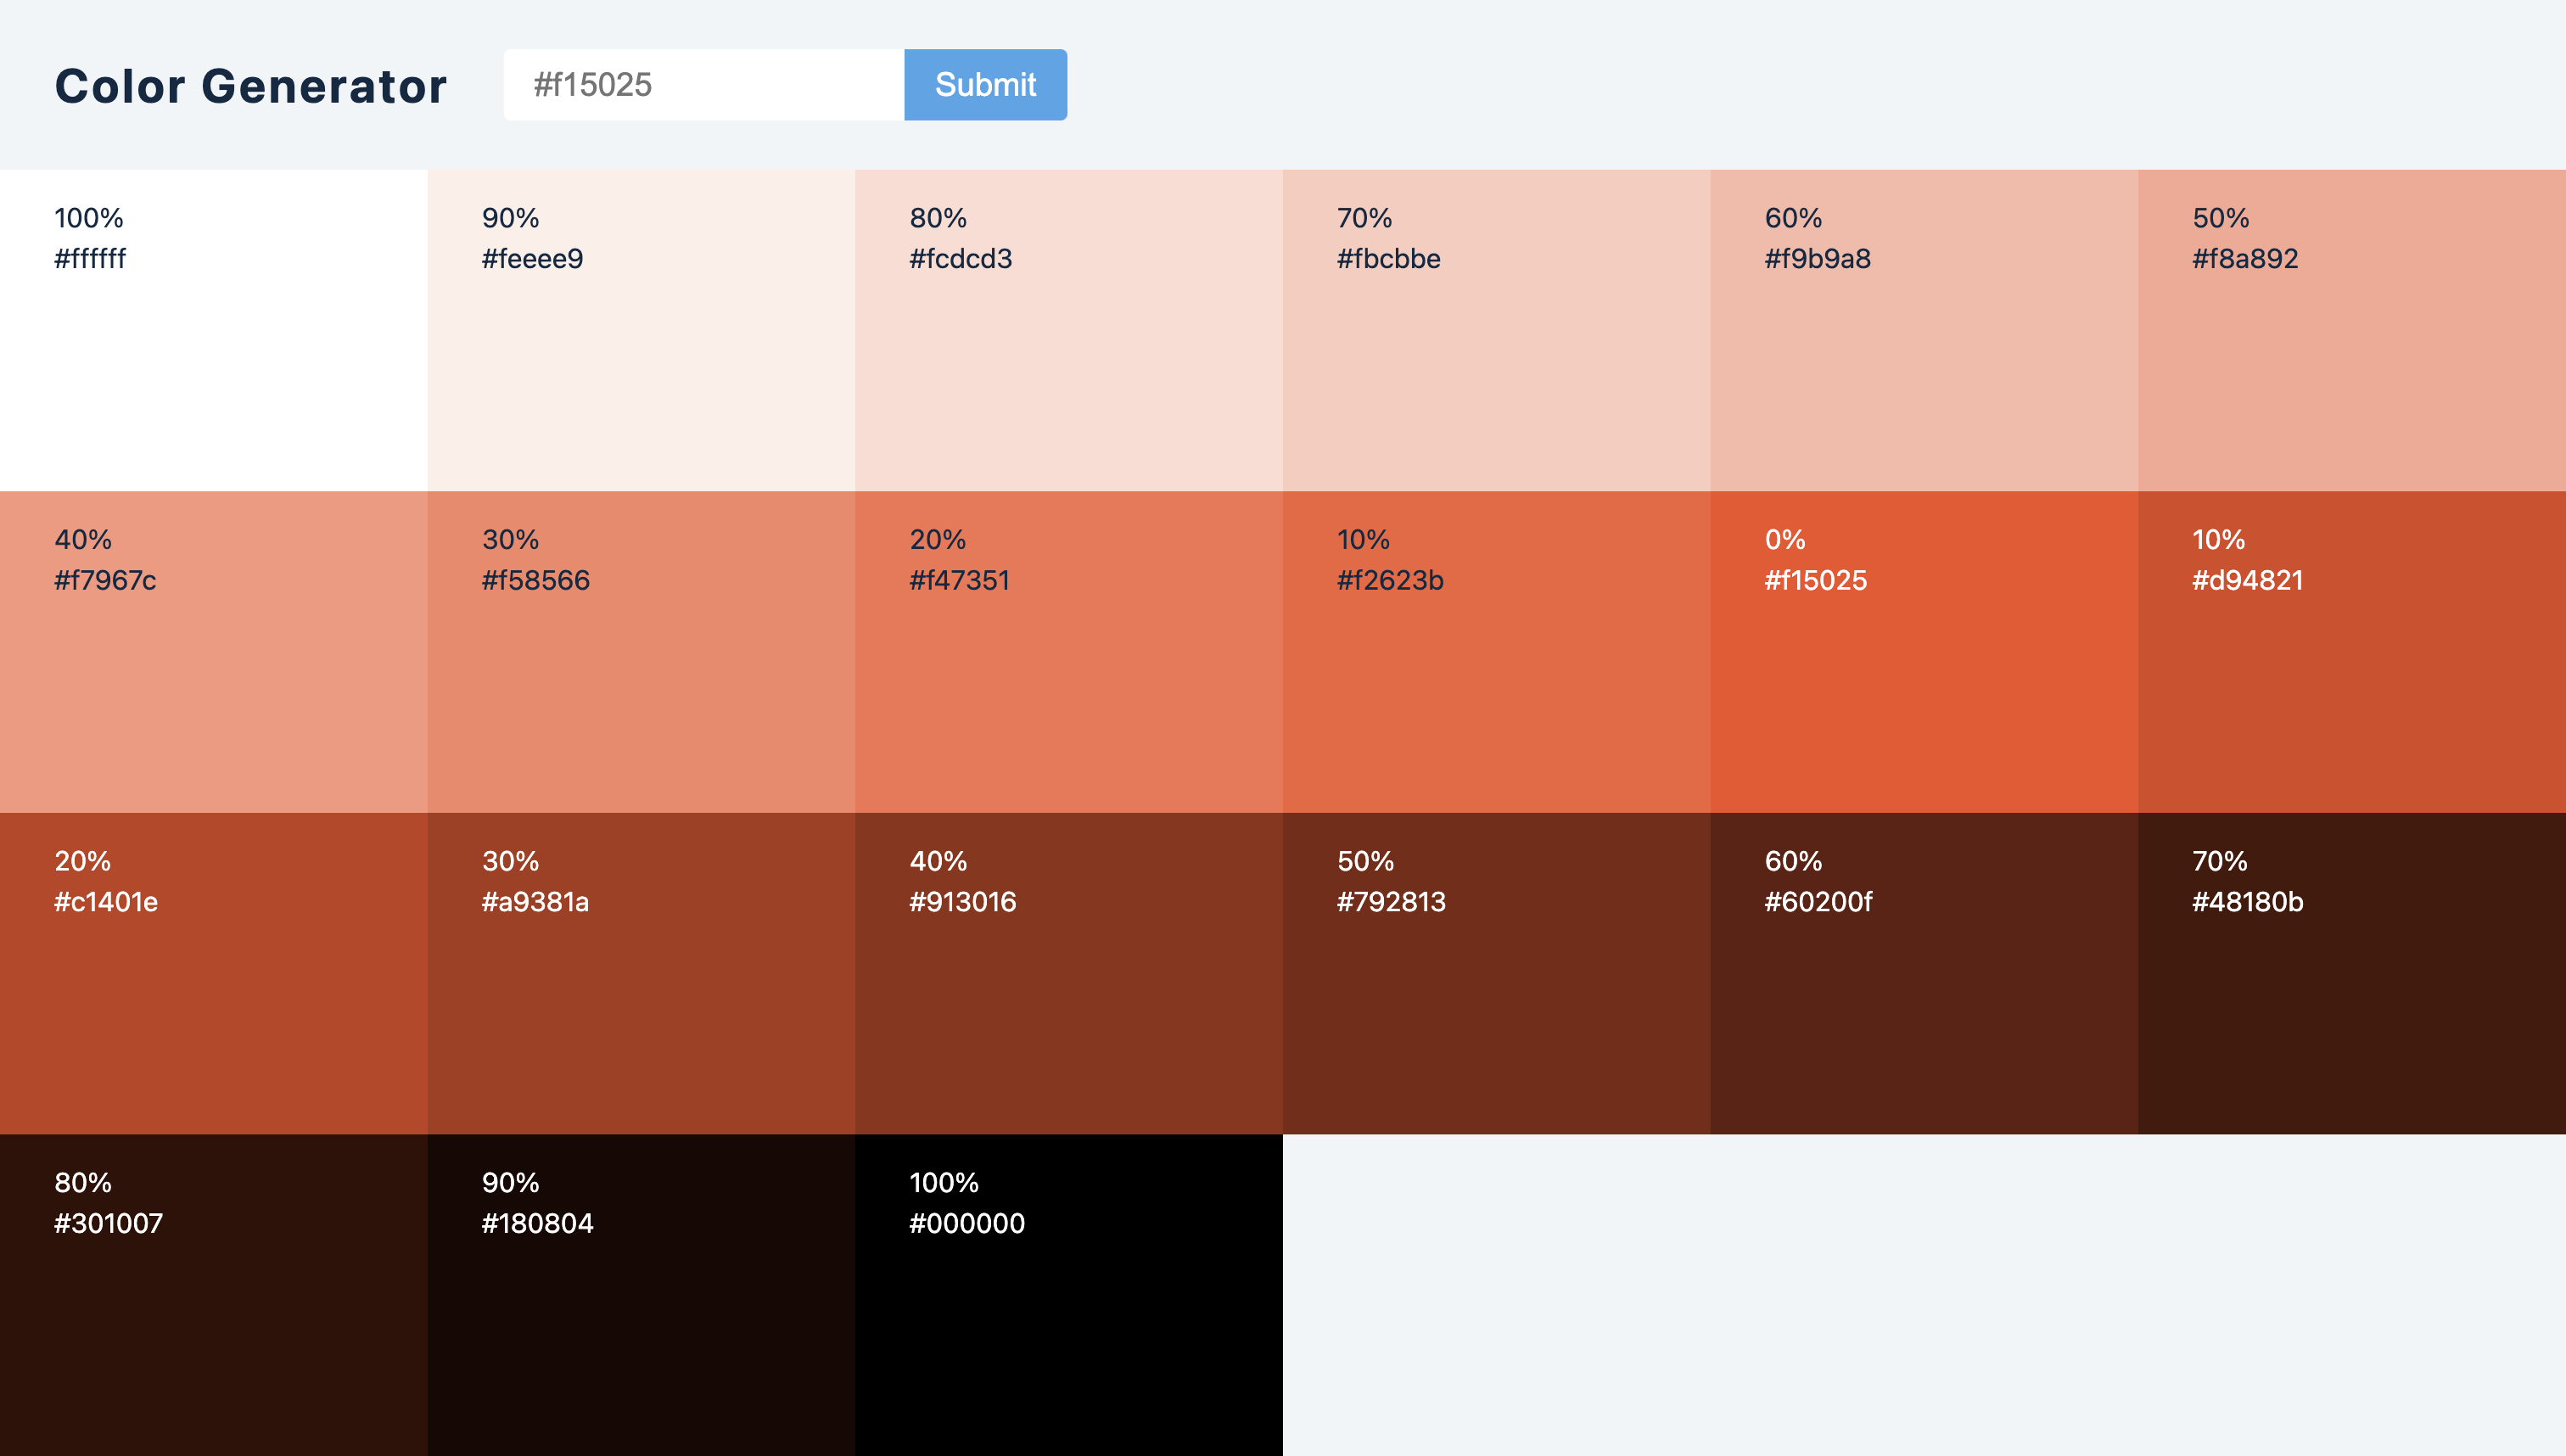 Color Generator
#f15025
Submit
100%
#ffffff
90%
#feeee9
80%
#fcdcd3
70%
#fbcbbe
60%
#f9b9a8
50%
#f8a892
40%
#f7967c
30%
#f58566
20%
#f47351
10%
#f2623b
0%
#f15025
10%
#d94821
20%
#c1401e
30%
#a9381a
40%
#913016
50%
#792813
60%
#60200f
70%
#48180b
80%
#301007
90%
#180804
100%
#000000